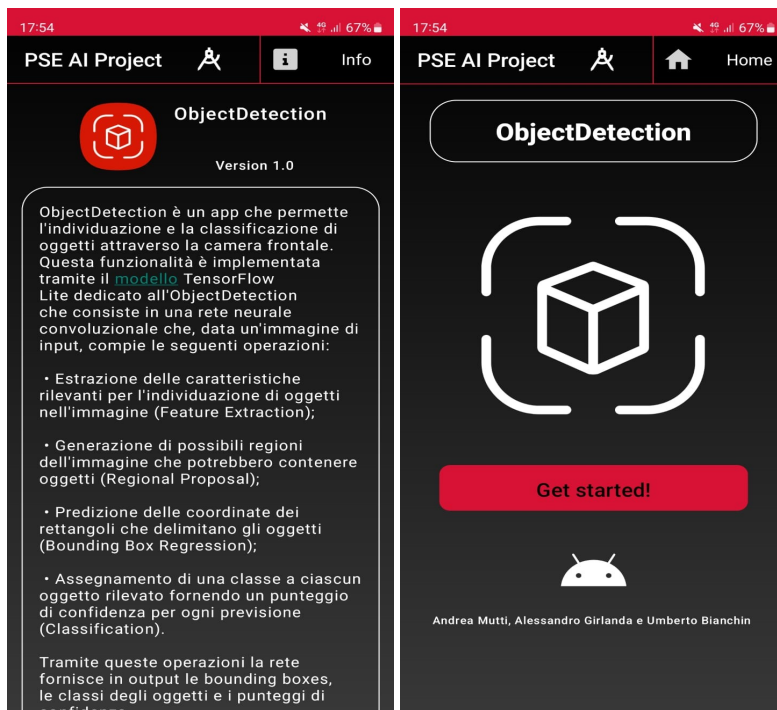 17:54
4G 67%
PSE AI Project
Info
ObjectDetection
Version 1.0
ObjectDetection è un app che permette
l'individuazione e la classificazione di
oggetti attraverso la camera frontale.
Questa funzionalità è implementata
tramite il modello TensorFlow
Lite dedicato all'ObjectDetection
che consiste in una rete neurale
convoluzionale che, data un'immagine di
input, compie le seguenti operazioni:
• Estrazione delle caratteristiche
rilevanti per l'individuazione di oggetti
nell'immagine (Feature Extraction);
• Generazione di possibili regioni
dell'immagine che potrebbero contenere
oggetti (Regional Proposal);
• Predizione delle coordinate dei
rettangoli che delimitano gli oggetti
(Bounding Box Regression);
• Assegnamento di una classe a ciascun
oggetto rilevato fornendo un punteggio
di confidenza per ogni previsione
(Classification).
Tramite queste operazioni la rete
fornisce in output le bounding boxes,
le classi degli oggetti e i punteggi di
17:54
4G 67%
PSE AI Project
Home
ObjectDetection
Get started!
Andrea Mutti, Alessandro Girlanda e Umberto Bianchin